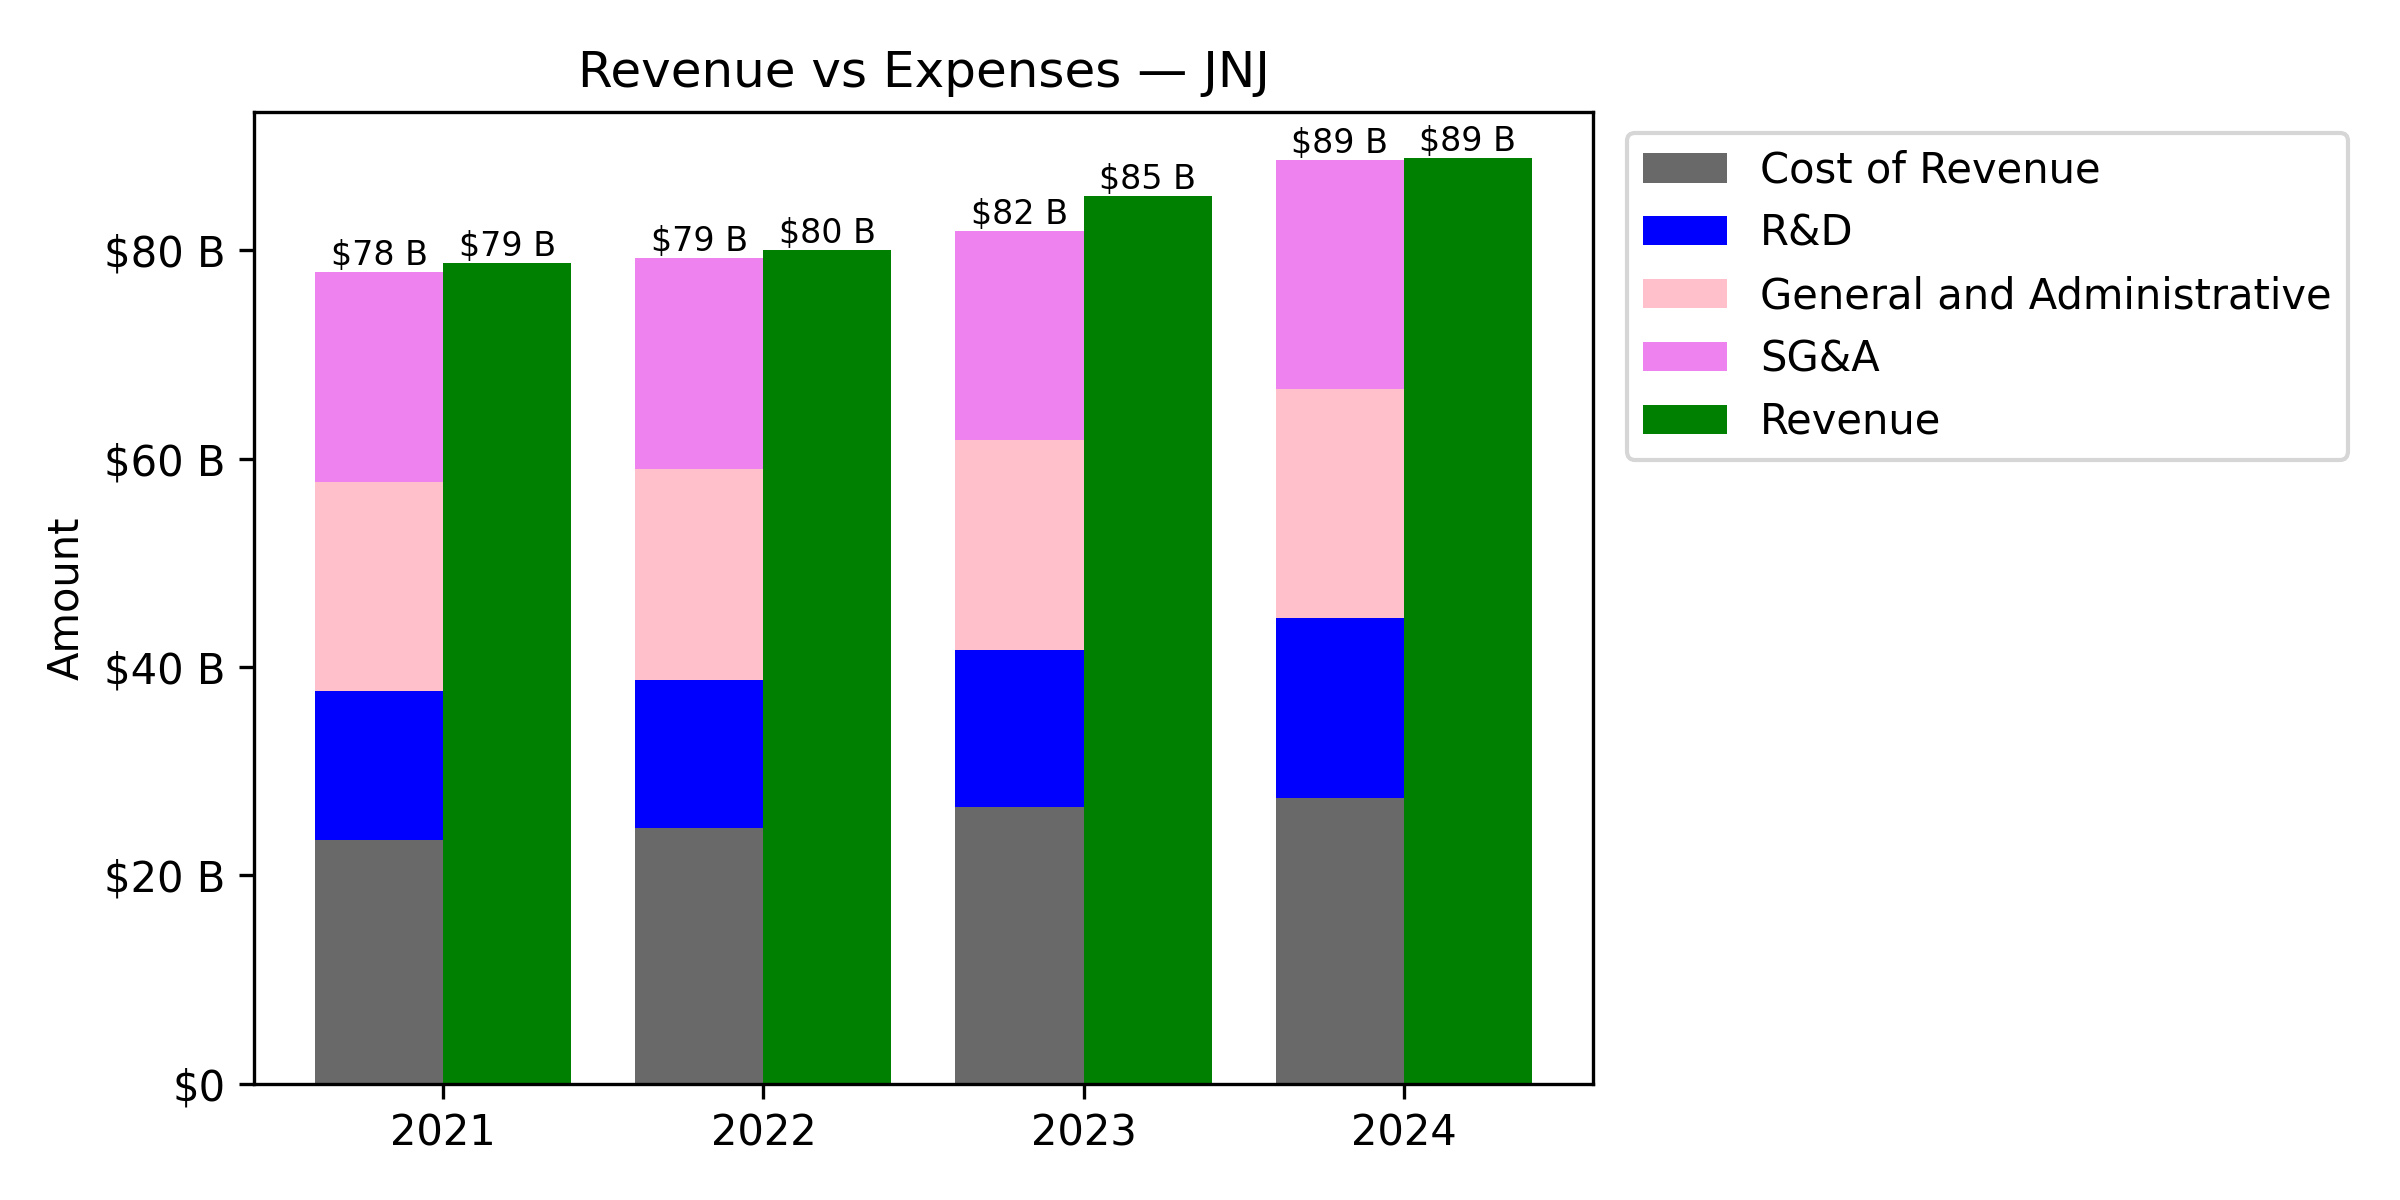 Revenue vs Expenses — JNJ
Amount
$80 B
$60 B
$40 B
$20 B
$0
$78 B
$79 B
$79 B
$80 B
$82 B
$85 B
$89 B
$89 B
2021
2022
2023
2024
Cost of Revenue
R&D
General and Administrative
SG&A
Revenue